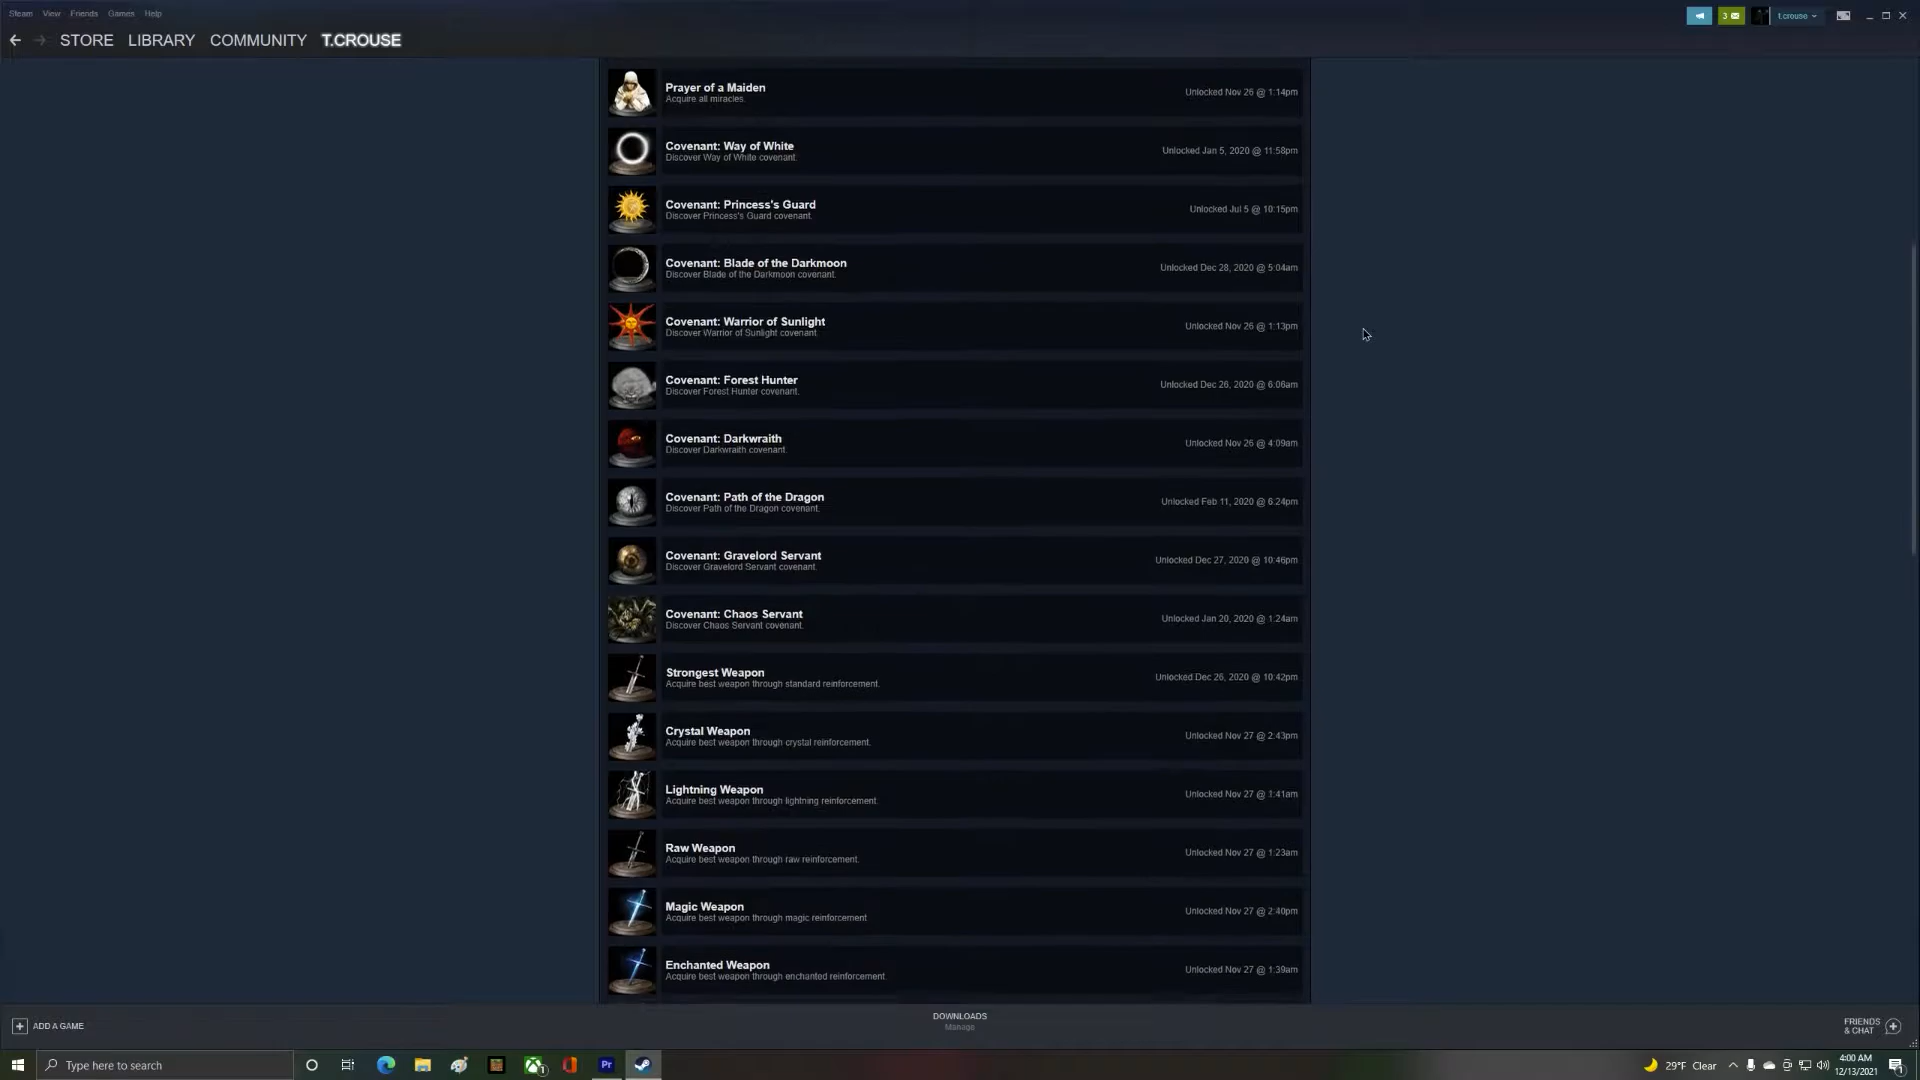 Steam View Friends Games Help
3 t.crouse
STORE LIBRARY COMMUNITY T.CROUSE
Prayer of a Maiden
Acquire all miracles.
Unlocked Nov 26 @ 1:14pm
Covenant: Way of White
Discover Way of White covenant.
Unlocked Jan 5, 2020 @ 11:58pm
Covenant: Princess's Guard
Discover Princess's Guard covenant.
Unlocked Jul 5 @ 10:15pm
Covenant: Blade of the Darkmoon
Discover Blade of the Darkmoon covenant.
Unlocked Dec 28, 2020 @ 5:04am
Covenant: Warrior of Sunlight
Discover Warrior of Sunlight covenant.
Unlocked Nov 26 @ 1:13pm
Covenant: Forest Hunter
Discover Forest Hunter covenant.
Unlocked Dec 26, 2020 @ 6:06am
Covenant: Darkwraith
Discover Darkwraith covenant.
Unlocked Nov 26 @ 4:09am
Covenant: Path of the Dragon
Discover Path of the Dragon covenant.
Unlocked Feb 11, 2020 @ 6:24pm
Covenant: Gravelord Servant
Discover Gravelord Servant covenant.
Unlocked Dec 27, 2020 @ 10:46pm
Covenant: Chaos Servant
Discover Chaos Servant covenant.
Unlocked Jan 20, 2020 @ 1:24am
Strongest Weapon
Acquire best weapon through standard reinforcement.
Unlocked Dec 26, 2020 @ 10:42pm
Crystal Weapon
Acquire best weapon through crystal reinforcement.
Unlocked Nov 27 @ 2:43pm
Lightning Weapon
Acquire best weapon through lightning reinforcement.
Unlocked Nov 27 @ 1:41am
Raw Weapon
Acquire best weapon through raw reinforcement.
Unlocked Nov 27 @ 1:23am
Magic Weapon
Acquire best weapon through magic reinforcement
Unlocked Nov 27 @ 2:40pm
Enchanted Weapon
Acquire best weapon through enchanted reinforcement.
Unlocked Nov 27 @ 1:39am
ADD A GAME
DOWNLOADS
Manage
FRIENDS
& CHAT
Type here to search
1
Pr
29°F Clear
4:00 AM
12/13/2021
1